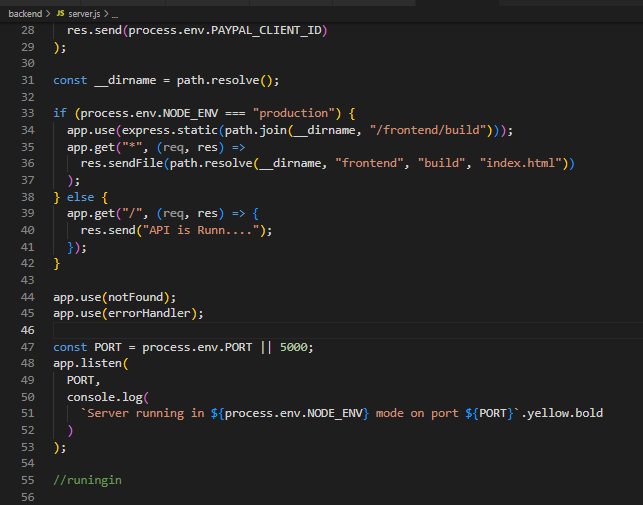 backend > JS server.js > ...
28 res.send(process.env.PAYPAL_CLIENT_ID)
29 );
30
31 const __dirname = path.resolve();
32
33 if (process.env.NODE_ENV === "production") {
34 app.use(express.static(path.join(__dirname, "/frontend/build")));
35 app.get("*", (req, res) =>
36 res.sendFile(path.resolve(__dirname, "frontend", "build", "index.html"))
37 );
38 } else {
39 app.get("/", (req, res) => {
40 res.send("API is Runn....");
41 });
42 }
43
44 app.use(notFound);
45 app.use(errorHandler);
46
47 const PORT = process.env.PORT || 5000;
48 app.listen(
49 PORT,
50 console.log(
51 `Server running in ${process.env.NODE_ENV} mode on port ${PORT}`.yellow.bold
52 )
53 );
54
55 //runingin
56